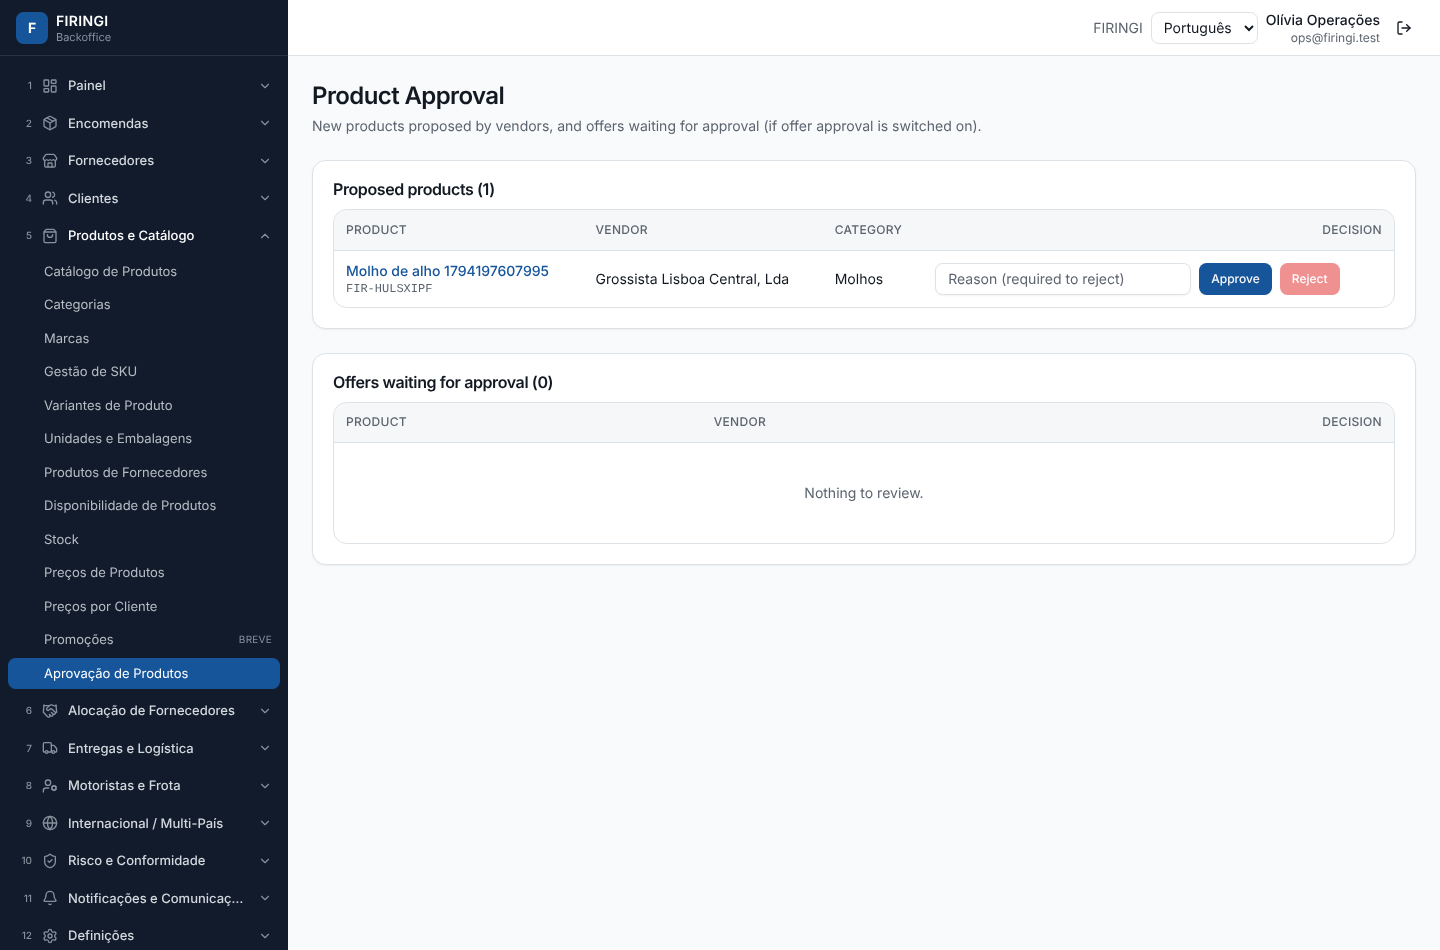 F
FIRINGI
Backoffice
FIRINGI
Português
Olívia Operações
ops@firingi.test
1 Painel
2 Encomendas
3 Fornecedores
4 Clientes
5 Produtos e Catálogo
Catálogo de Produtos
Categorias
Marcas
Gestão de SKU
Variantes de Produto
Unidades e Embalagens
Produtos de Fornecedores
Disponibilidade de Produtos
Stock
Preços de Produtos
Preços por Cliente
Promoções BREVE
Aprovação de Produtos
6 Alocação de Fornecedores
7 Entregas e Logística
8 Motoristas e Frota
9 Internacional / Multi-País
10 Risco e Conformidade
11 Notificações e Comunicaç...
12 Definições
Product Approval
New products proposed by vendors, and offers waiting for approval (if offer approval is switched on).
Proposed products (1)
PRODUCT VENDOR CATEGORY DECISION
Molho de alho 1794197607995
FIR-HULSXIPF
Grossista Lisboa Central, Lda
Molhos
Reason (required to reject)
Approve
Reject
Offers waiting for approval (0)
PRODUCT VENDOR DECISION
Nothing to review.